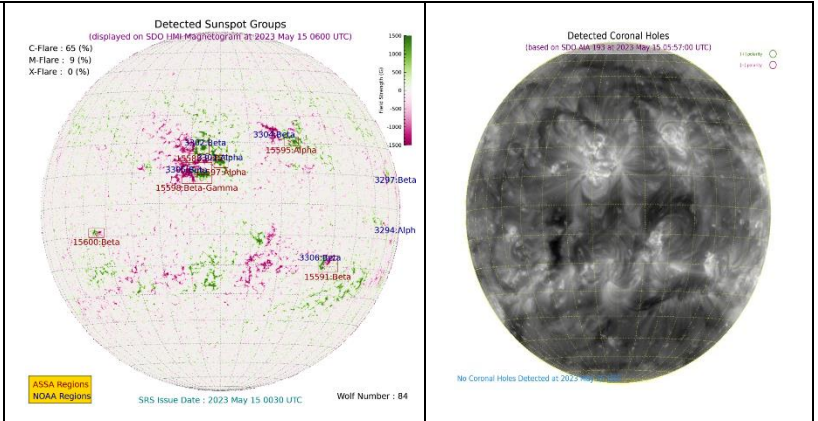 Detected Sunspot Groups
(displayed on SDO HMI Magnetogram at 2023 May 15 0600 UTC)
C-Flare : 65 (%)
M-Flare : 9 (%)
X-Flare : 0 (%)
1500
1000
500
0
-500
-1000
-1500
Field Strength (G)
3304:Beta
15595:Alpha
3302:Beta
Alpha
:Alpha
15598:Beta-Gamma
3297:Beta
3294:Alph
15600:Beta
3306:Beta
15591:Beta
ASSA Regions
NOAA Regions
SRS Issue Date : 2023 May 15 0030 UTC
Wolf Number : 84
Detected Coronal Holes
(based on SDO AIA 193 at 2023 May 15 05:57:00 UTC)
No Coronal Holes Detected at 2023